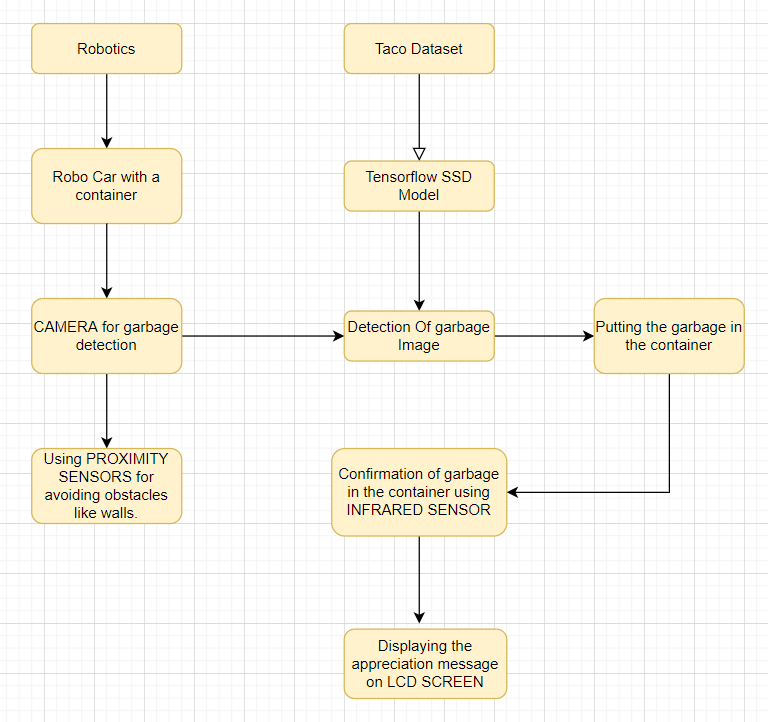 Robotics
Taco Dataset
Robo Car with a
container
Tensorflow SSD
Model
CAMERA for garbage
detection
Detection Of garbage
Image
Putting the garbage in
the container
Using PROXIMITY
SENSORS for
avoiding obstacles
like walls.
Confirmation of garbage
in the container using
INFRARED SENSOR
Displaying the
appreciation message
on LCD SCREEN